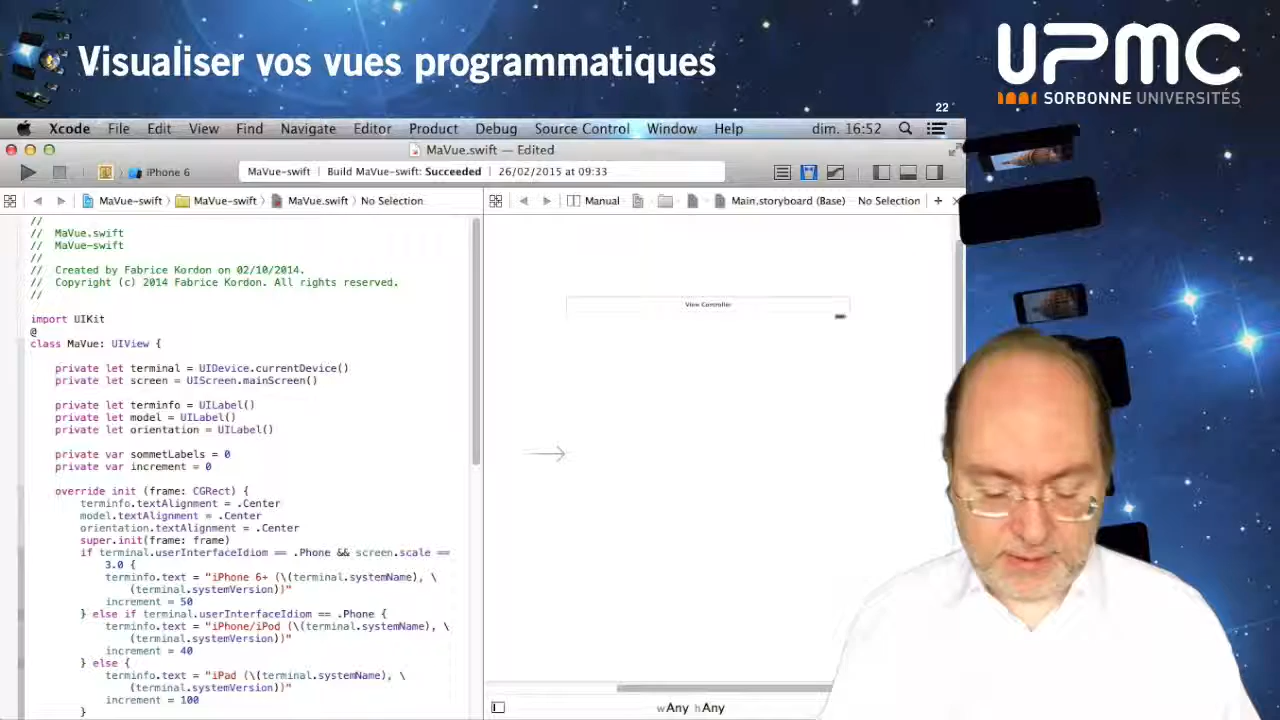 Visualiser vos vues programmatiques
UPMC
SORBONNE UNIVERSITÉS
22
Xcode File Edit View Find Navigate Editor Product Debug Source Control Window Help dim. 16:52
MaVue.swift — Edited
iPhone 6
MaVue-swift | Build MaVue-swift: Succeeded | 26/02/2015 at 09:33
MaVue-swift MaVue-swift MaVue.swift No Selection
Manual Main.storyboard (Base) No Selection
//
// MaVue.swift
// MaVue-swift
//
// Created by Fabrice Kordon on 02/10/2014.
// Copyright (c) 2014 Fabrice Kordon. All rights reserved.
//
import UIKit
@
class MaVue: UIView {
private let terminal = UIDevice.currentDevice()
private let screen = UIScreen.mainScreen()
private let terminfo = UILabel()
private let model = UILabel()
private let orientation = UILabel()
private var sommetLabels = 0
private var increment = 0
override init (frame: CGRect) {
terminfo.textAlignment = .Center
model.textAlignment = .Center
orientation.textAlignment = .Center
super.init(frame: frame)
if terminal.userInterfaceIdiom == .Phone && screen.scale ==
3.0 {
terminfo.text = "iPhone 6+ (\(terminal.systemName), \
(terminal.systemVersion))"
increment = 50
} else if terminal.userInterfaceIdiom == .Phone {
terminfo.text = "iPhone/iPod (\(terminal.systemName), \
(terminal.systemVersion))"
increment = 40
} else {
terminfo.text = "iPad (\(terminal.systemName), \
(terminal.systemVersion))"
increment = 100
}
View Controller
wAny hAny